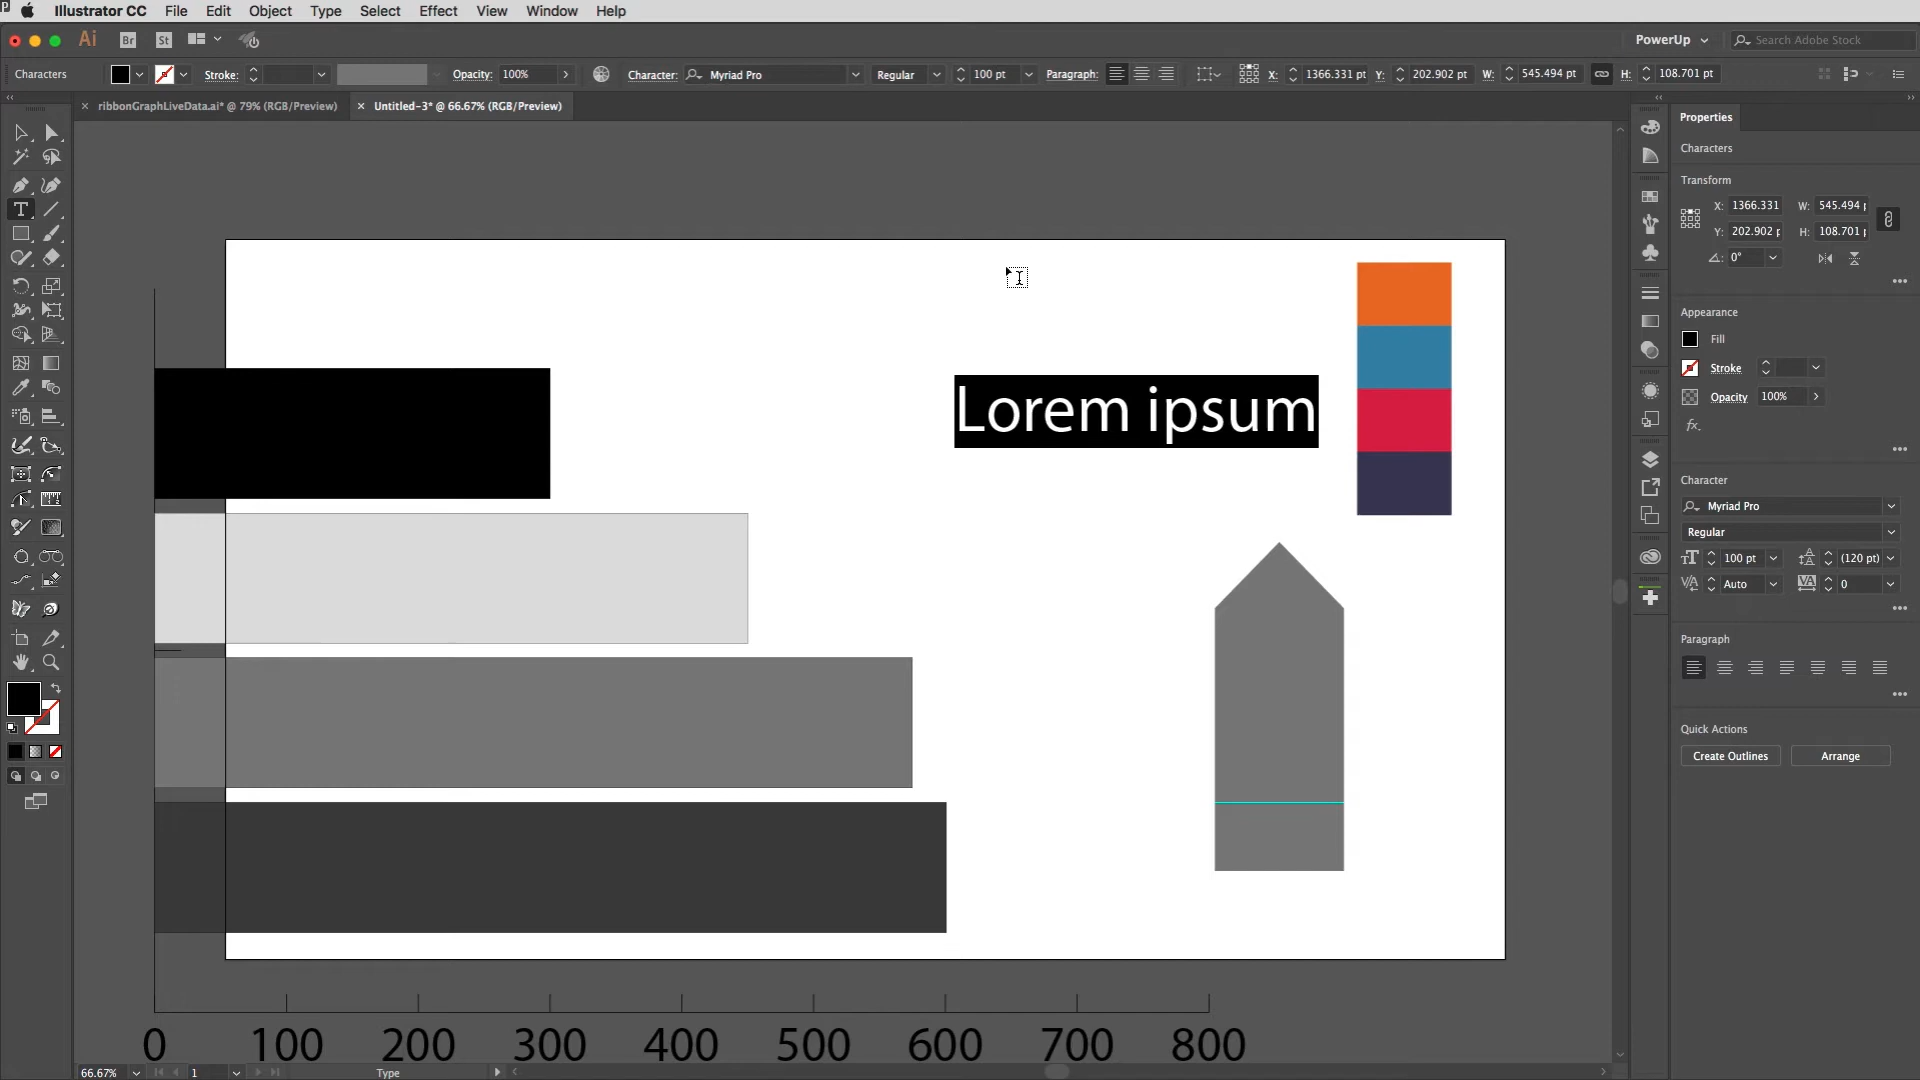 Illustrator CC File Edit Object Type Select Effect View Window Help
Ai Br St PowerUp Search Adobe Stock
Characters Stroke: Opacity: 100% Character: Myriad Pro Regular 100 pt Paragraph: X: 1366.331 pt Y: 202.902 pt W: 545.494 pt H: 108.701 pt
× ribbonGraphLiveData.ai* @ 79% (RGB/Preview) × Untitled-3* @ 66.67% (RGB/Preview)
Properties
Characters
Transform
X: 1366.331 W: 545.494 p
Y: 202.902 p H: 108.701 p
0°
Appearance
Fill
Stroke
Opacity 100%
fx.
Lorem ipsum
Character
Myriad Pro
Regular
100 pt (120 pt)
Auto 0
Paragraph
Quick Actions
Create Outlines Arrange
0 100 200 300 400 500 600 700 800
66.67% 1 Type